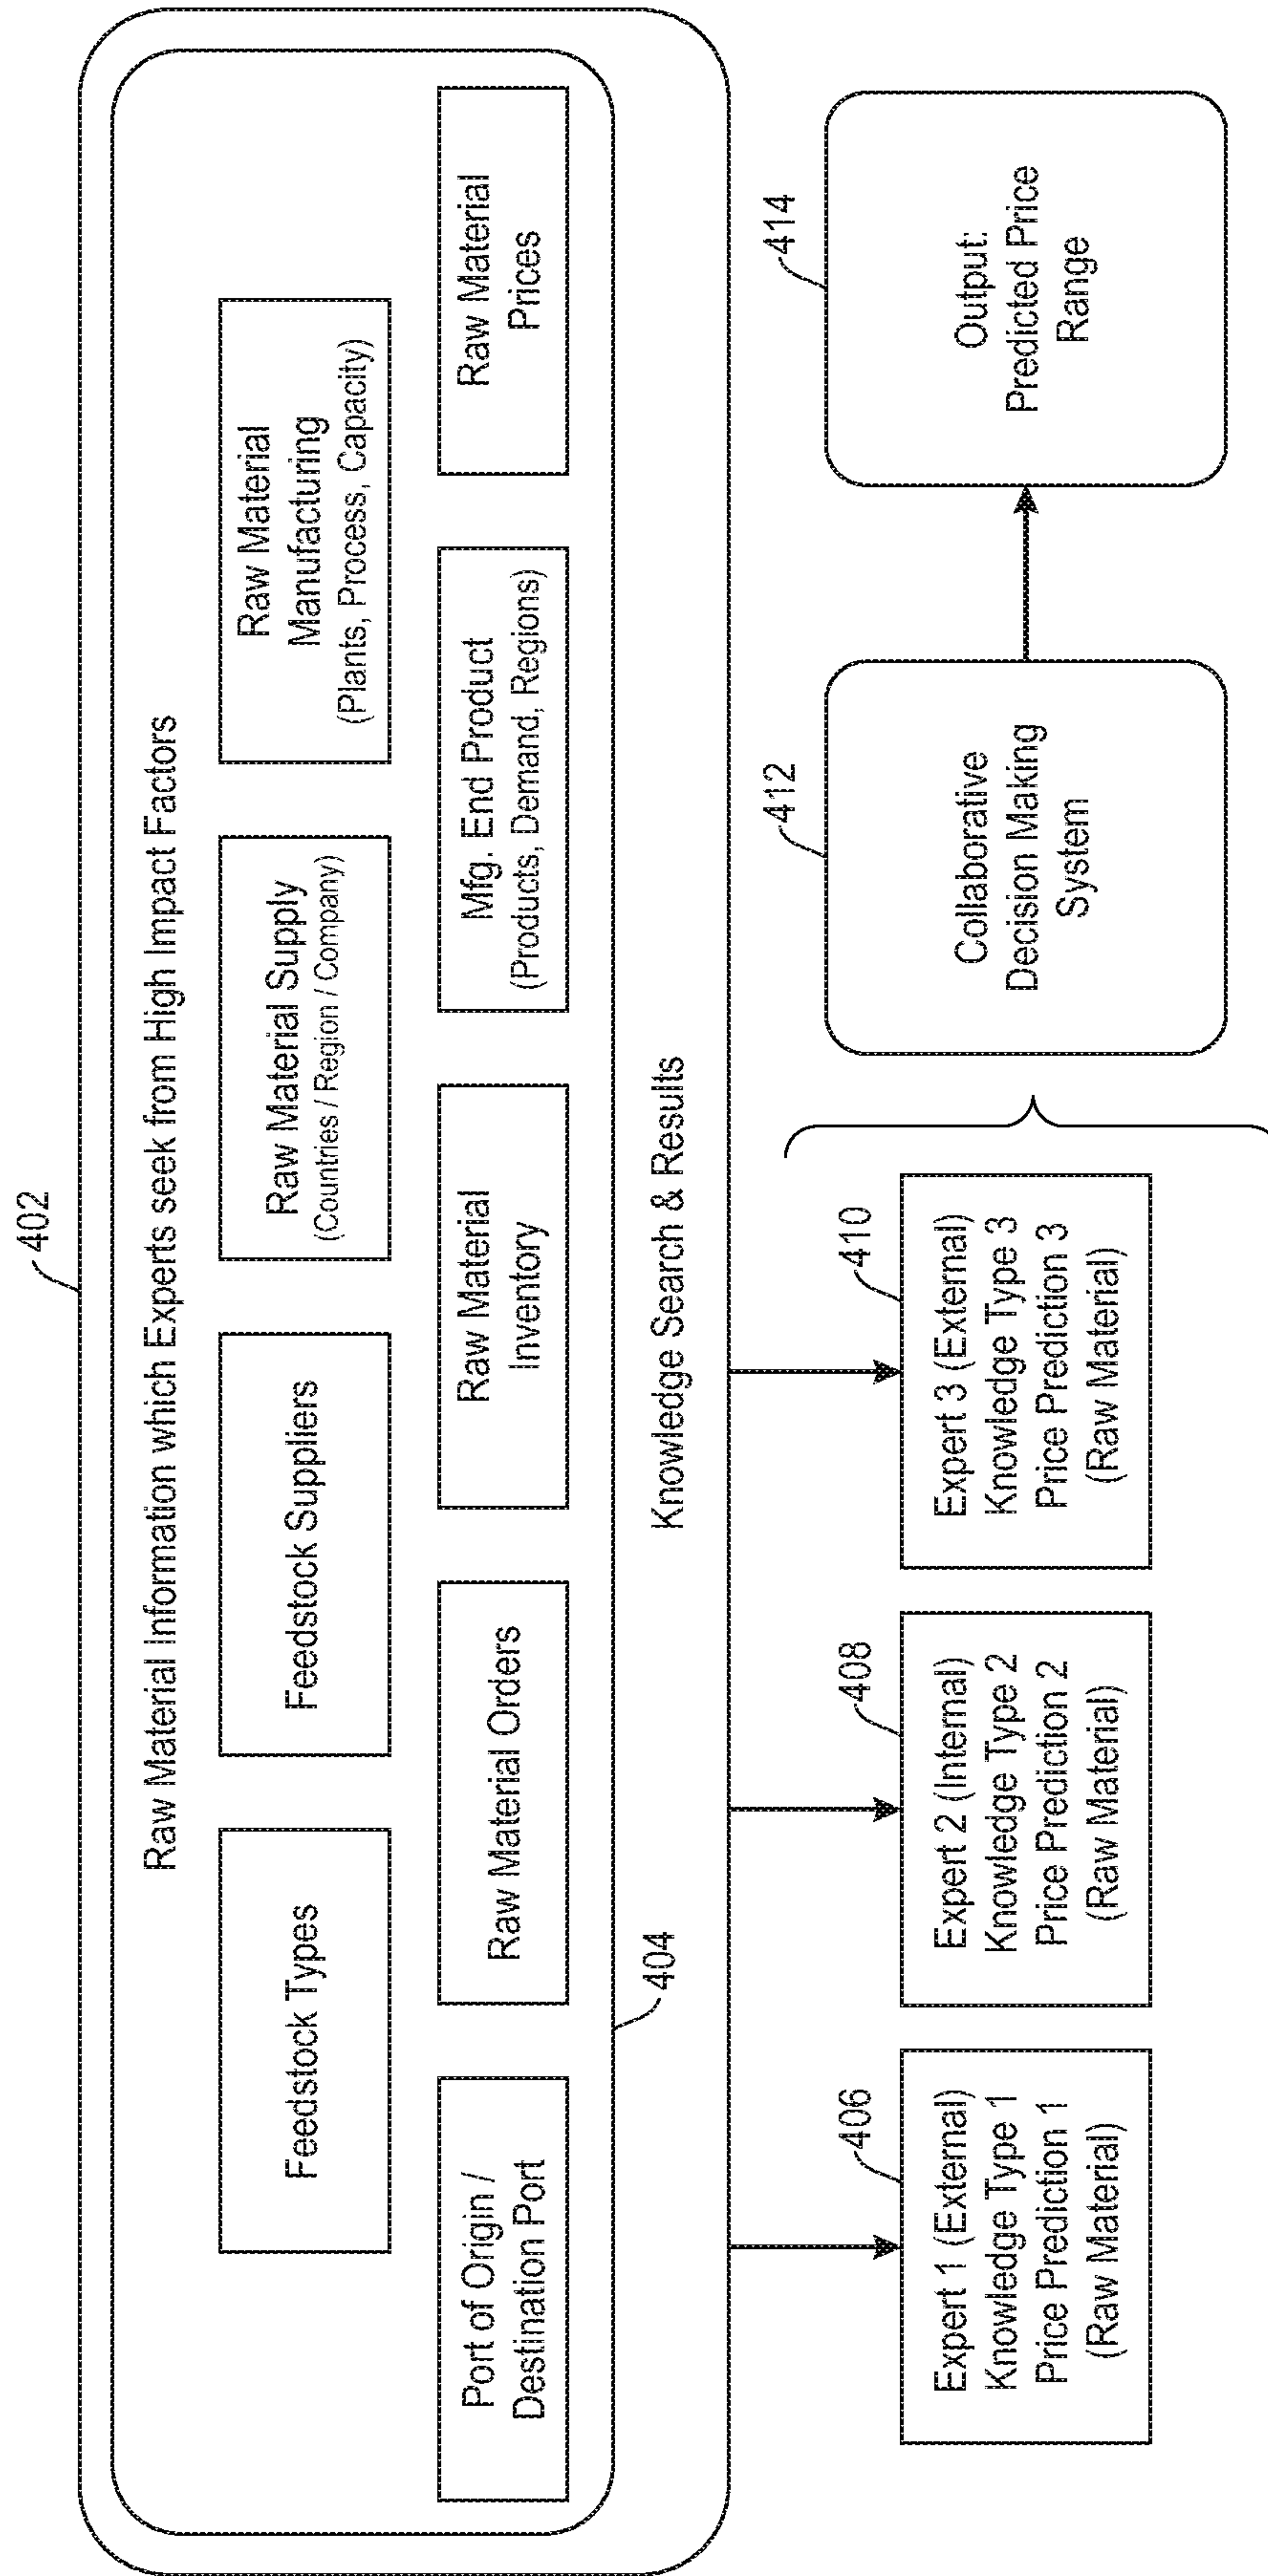 402
Raw Material Information which Experts seek from High Impact Factors
Feedstock Types
Feedstock Suppliers
Raw Material Supply
(Countries / Region / Company)
Raw Material
Manufacturing
(Plants, Process, Capacity)
Port of Origin /
Destination Port
Raw Material Orders
Raw Material
Inventory
Mfg. End Product
(Products, Demand, Regions)
Raw Material
Prices
404
Knowledge Search & Results
406
Expert 1 (External)
Knowledge Type 1
Price Prediction 1
(Raw Material)
408
Expert 2 (Internal)
Knowledge Type 2
Price Prediction 2
(Raw Material)
410
Expert 3 (External)
Knowledge Type 3
Price Prediction 3
(Raw Material)
412
Collaborative
Decision Making
System
414
Output:
Predicted Price
Range